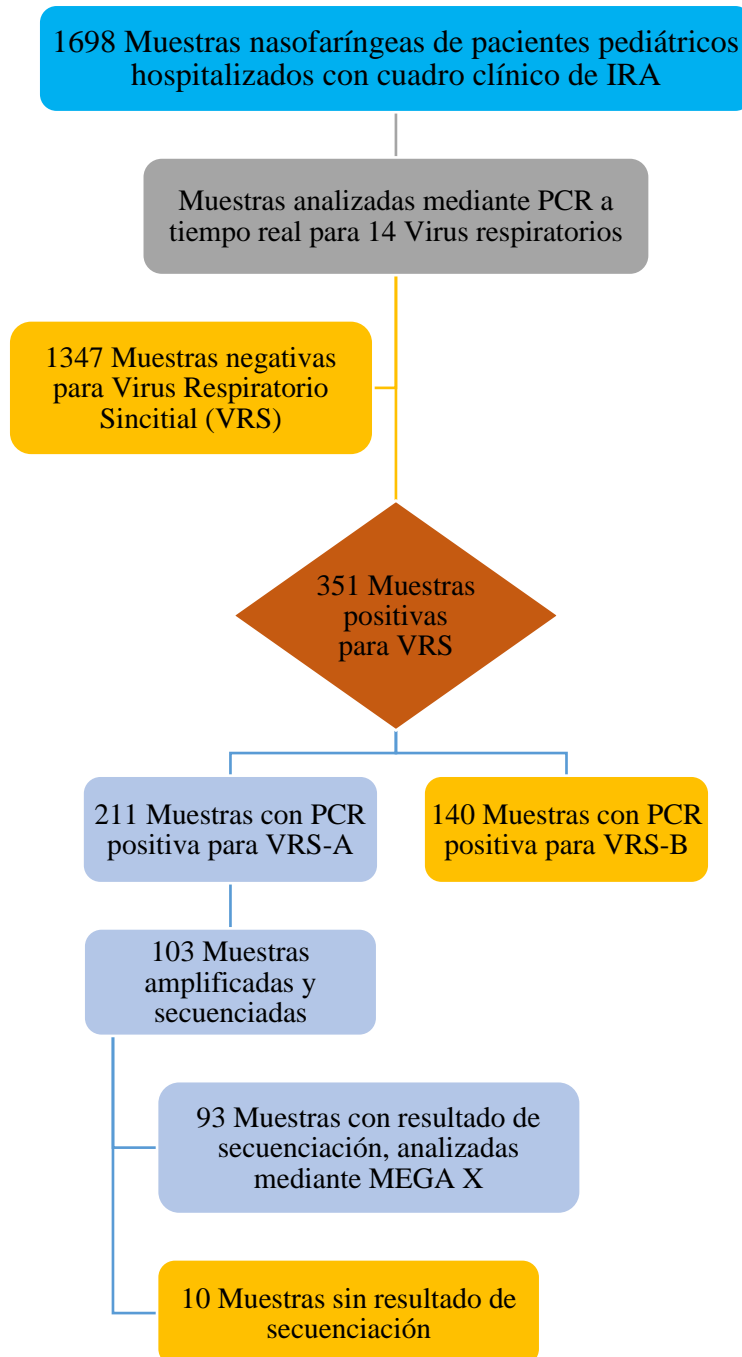 1698 Muestras nasofaríngeas de pacientes pediátricos
hospitalizados con cuadro clínico de IRA
Muestras analizadas mediante PCR a
tiempo real para 14 Virus respiratorios
1347 Muestras negativas
para Virus Respiratorio
Sincitial (VRS)
351 Muestras
positivas
para VRS
211 Muestras con PCR
positiva para VRS-A
140 Muestras con PCR
positiva para VRS-B
103 Muestras
amplificadas y
secuenciadas
93 Muestras con resultado de
secuenciación, analizadas
mediante MEGA X
10 Muestras sin resultado de
secuenciación